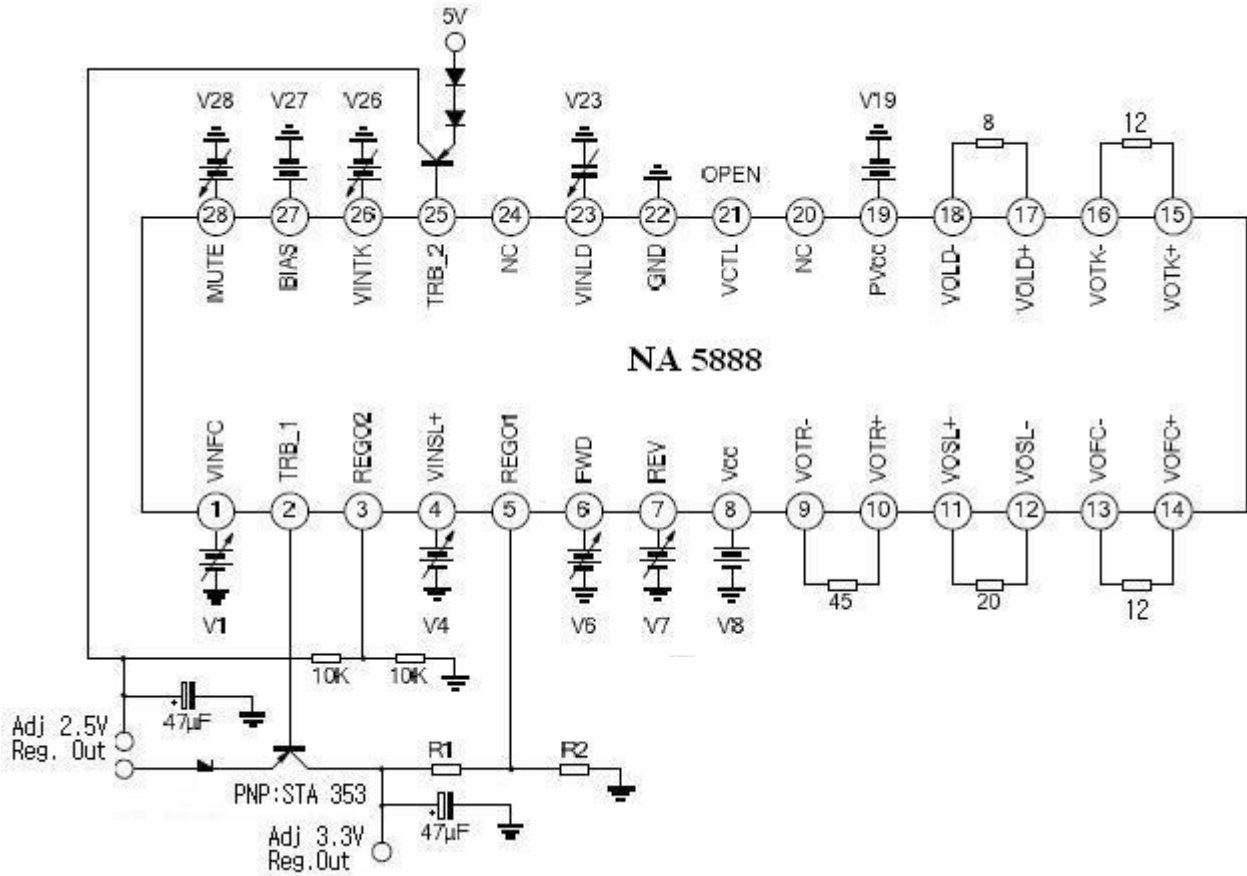 5V
V28 V27 V26 V23 V19
8 12
OPEN
28 27 26 25 24 23 22 21 20 19 18 17 16 15
MUTE BIAS VINTK TRB_2 NC VINLD GND VCTL NC PVcc VOLD- VOLD+ VOTK- VOTK+
NA 5888
VINFC TRB_1 REGO2 VINSL+ REGO1 FWD REV Vcc VOTR- VOTR+ VOSL+ VOSL- VOFC- VOFC+
1 2 3 4 5 6 7 8 9 10 11 12 13 14
45 20 12
V1 V4 V6 V7 V8
10K 10K
+ 47µF
Adj 2.5V
Reg. Out
R1 R2
PNP:STA 353
+ 47µF
Adj 3.3V
Reg.Out